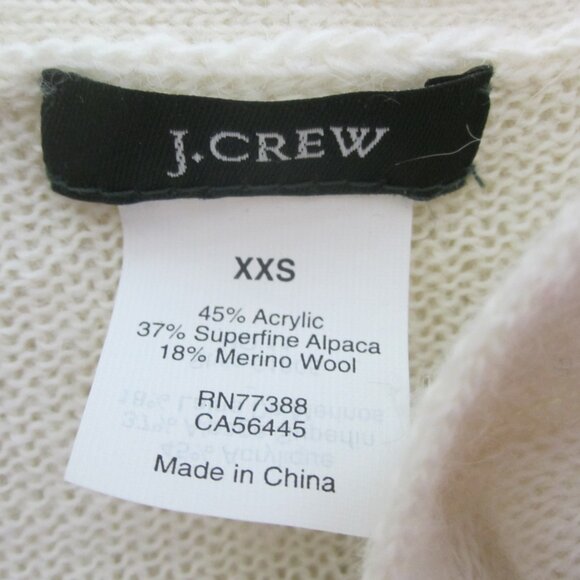 J.CREW
XXS
45% Acrylic
37% Superfine Alpaca
18% Merino Wool
RN77388
CA56445
Made in China